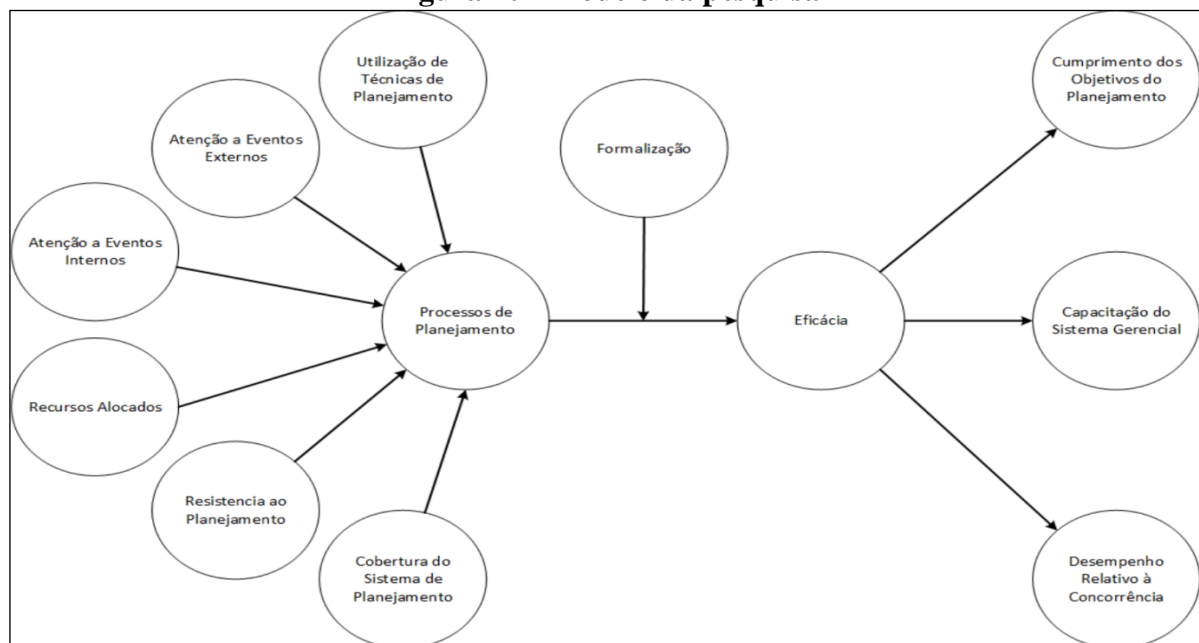 Utilização de
Técnicas de
Planejamento
Atenção a Eventos
Externos
Atenção a Eventos
Internos
Recursos Alocados
Resistencia ao
Planejamento
Cobertura do
Sistema de
Planejamento
Processos de
Planejamento
Formalização
Eficácia
Cumprimento dos
Objetivos do
Planejamento
Capacitação do
Sistema Gerencial
Desempenho
Relativo à
Concorrência